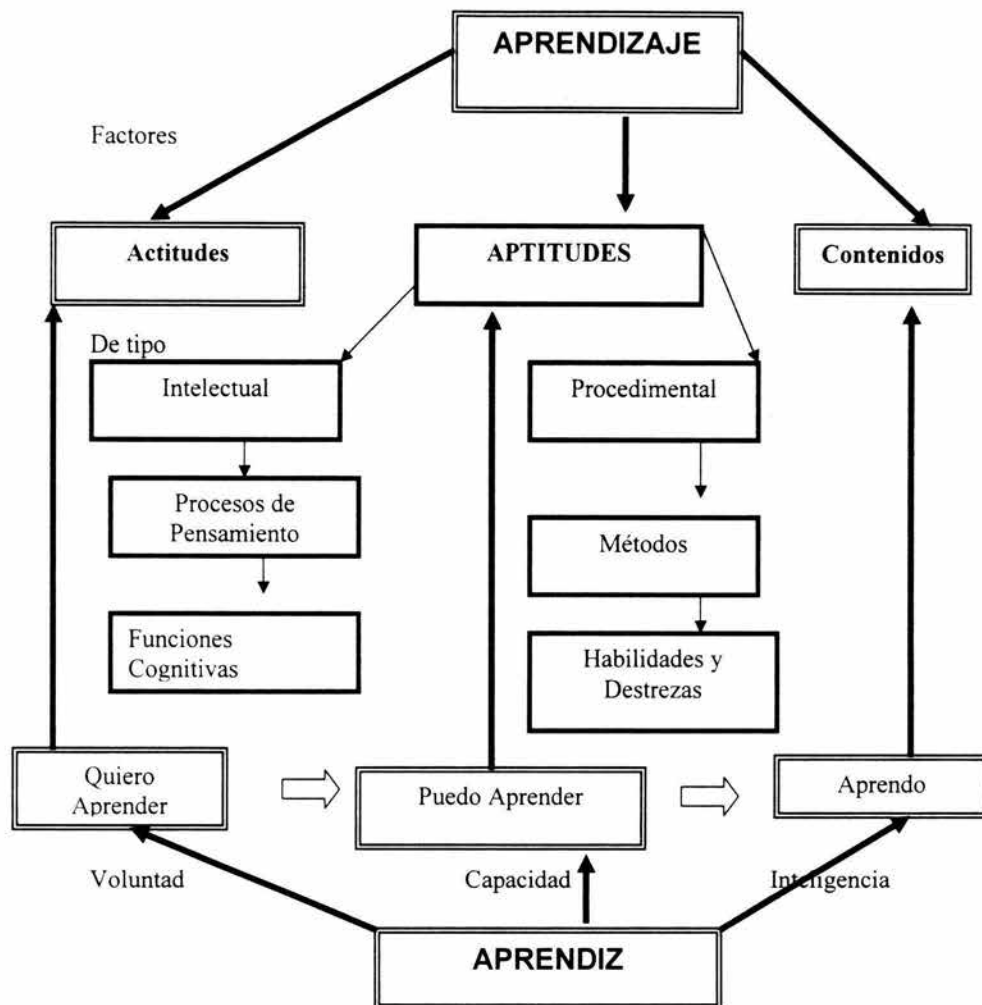 APRENDIZAJE
Factores
Actitudes
APTITUDES
Contenidos
De tipo
Intelectual
Procedimental
Procesos de
Pensamiento
Métodos
Funciones
Cognitivas
Habilidades y
Destrezas
Quiero
Aprender
Puedo Aprender
Aprendo
Voluntad
Capacidad
Inteligencia
APRENDIZ